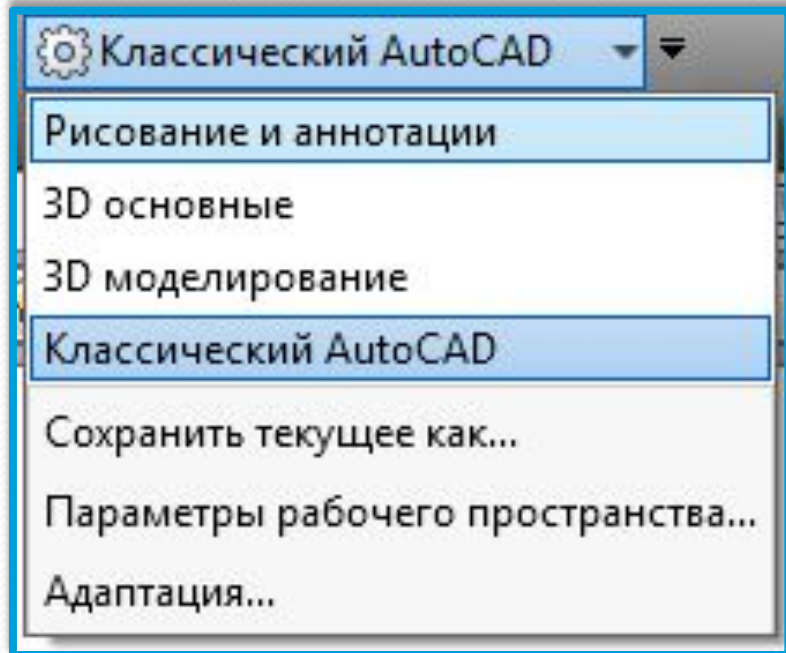 Классический AutoCAD
Рисование и аннотации
3D основные
3D моделирование
Классический AutoCAD
Сохранить текущее как...
Параметры рабочего пространства...
Адаптация...